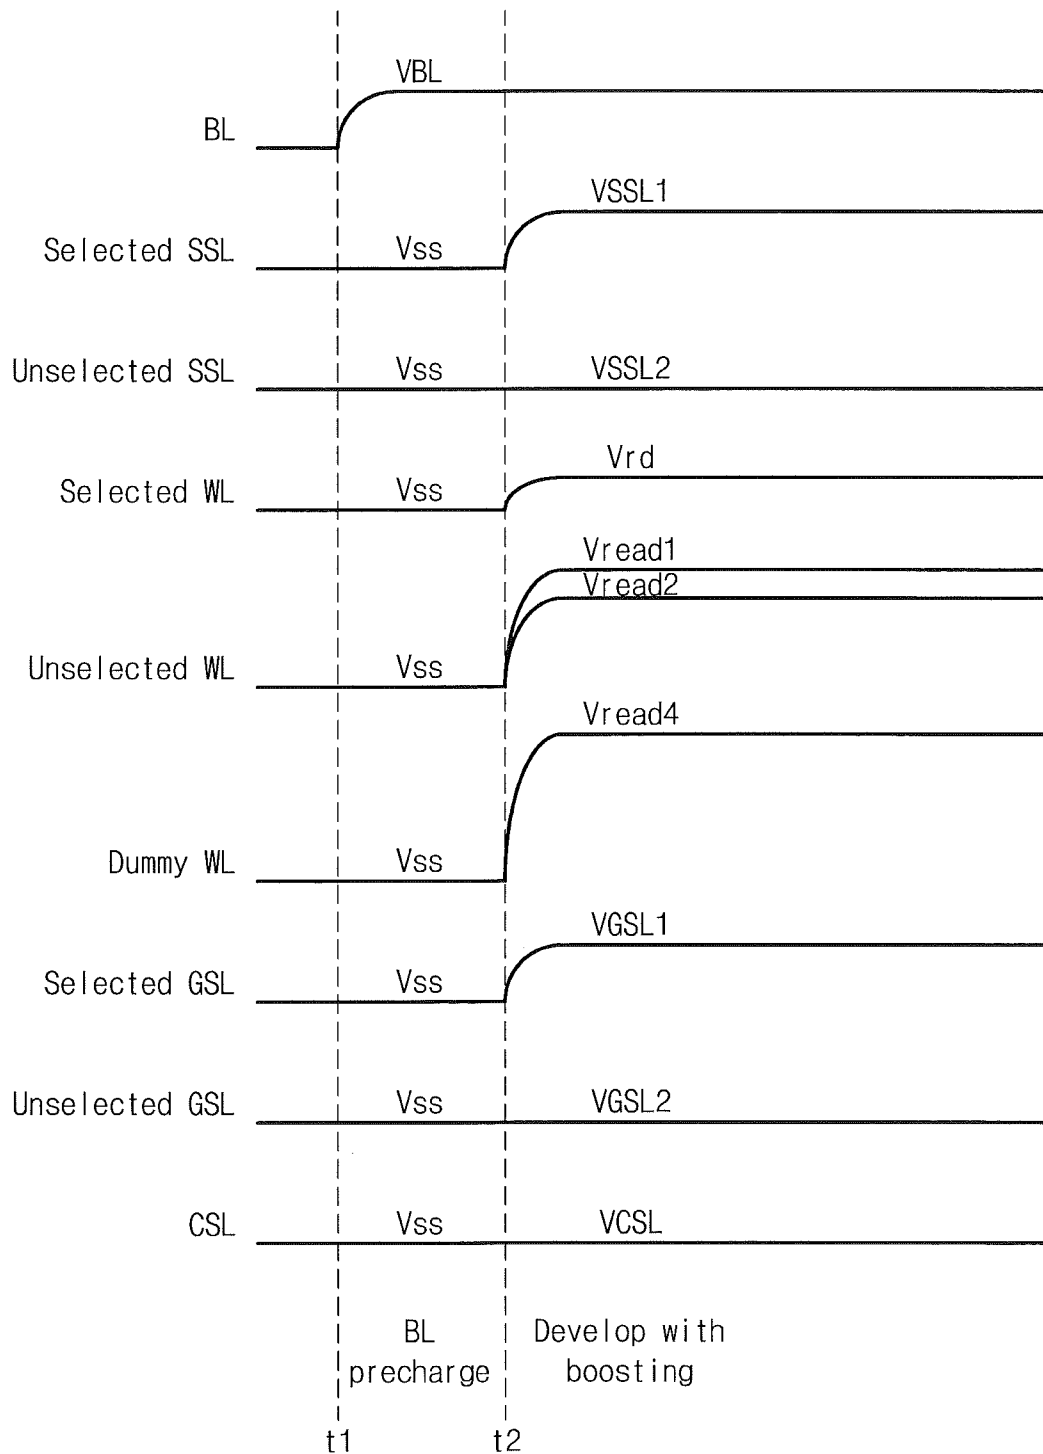 VBL
BL
VSSL1
Selected SSL
Vss
Unselected SSL
Vss
VSSL2
Vrd
Selected WL
Vss
Vread1
Vread2
Unselected WL
Vss
Vread4
Dummy WL
Vss
VGSL1
Selected GSL
Vss
Unselected GSL
Vss
VGSL2
CSL
Vss
VCSL
BL
precharge
Develop with
boosting
t1
t2